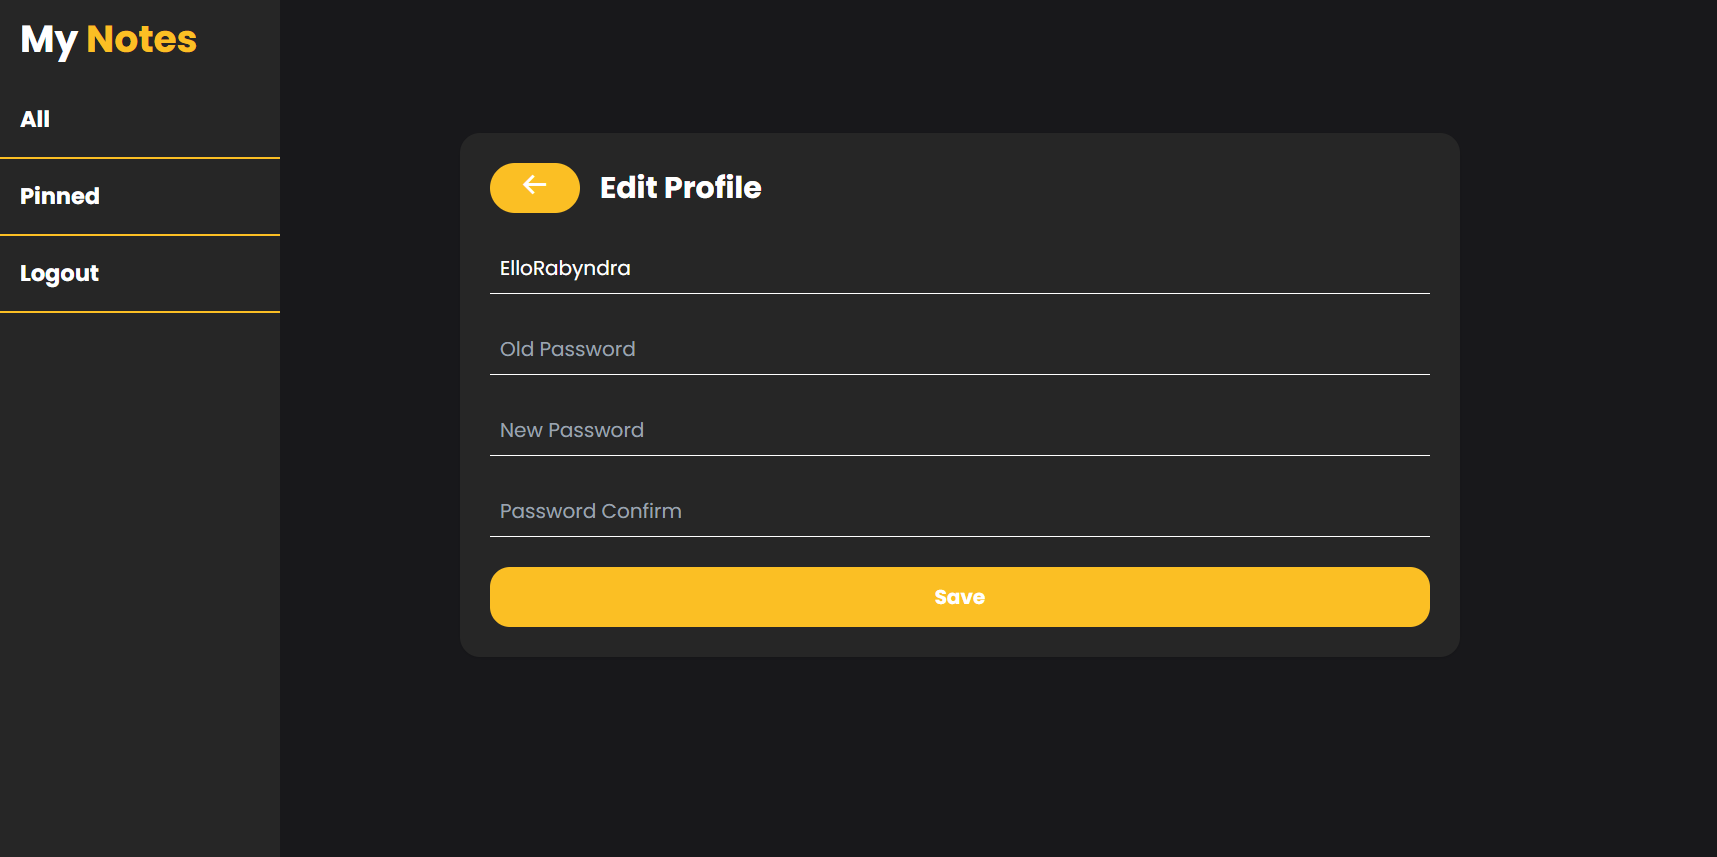 My Notes
All
Pinned
Logout
Edit Profile
ElloRabyndra
Old Password
New Password
Password Confirm
Save